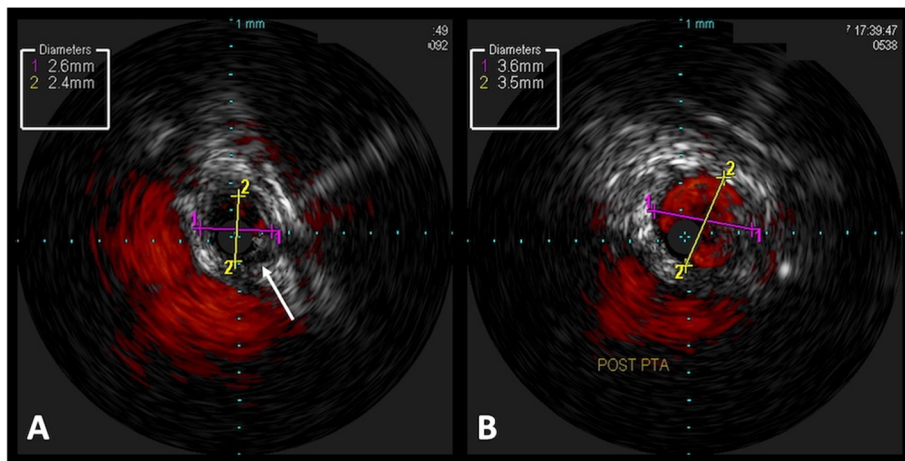 1 mm
:49
092
Diameters
1 2.6mm
2 2.4mm
2
1
1
2
A
1 mm
7 17:39:47
0538
Diameters
1 3.6mm
2 3.5mm
2
1
1
2
POST PTA
B